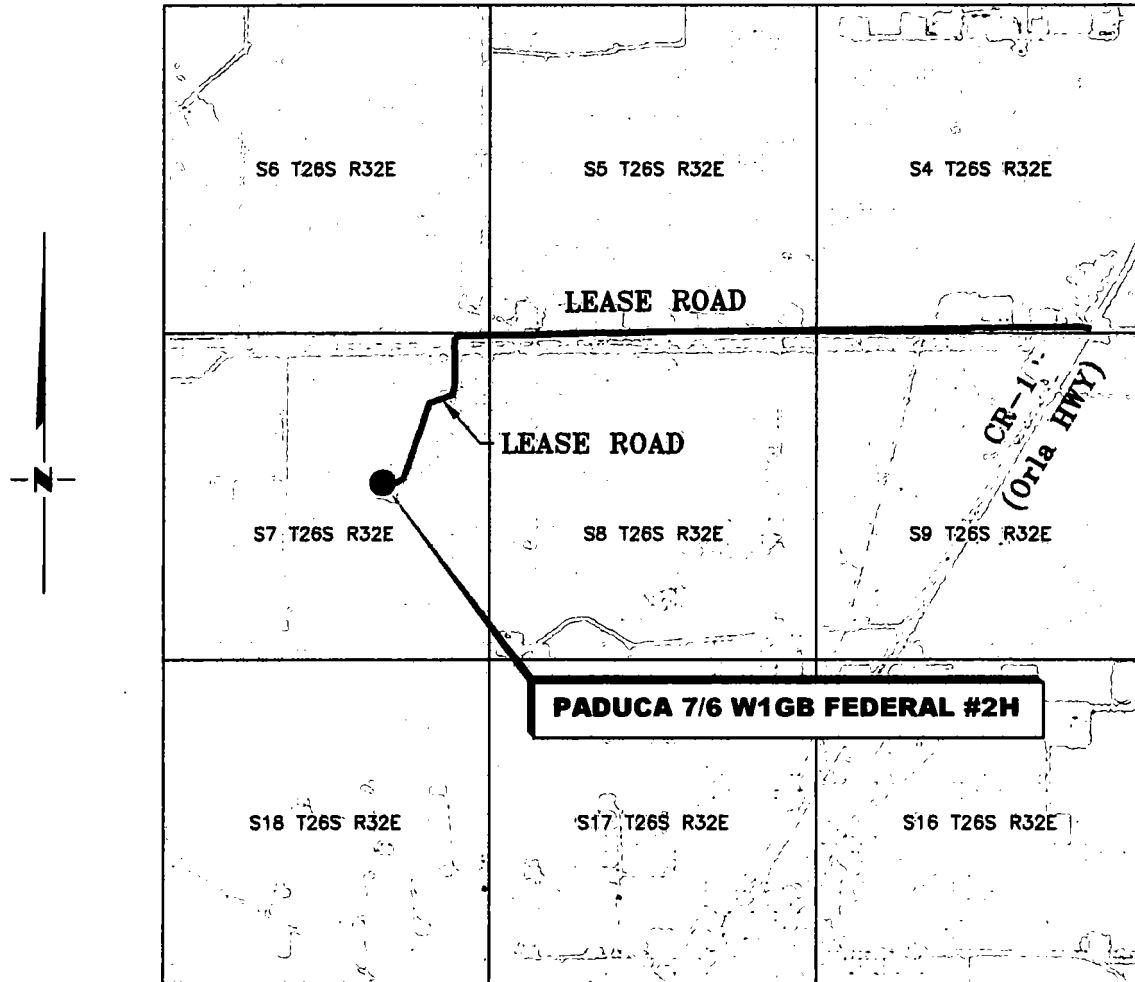 S6 T26S R32E
S5 T26S R32E
S4 T26S R32E
LEASE ROAD
CR-1
(Orla HWY)
LEASE ROAD
N
S7 T26S R32E
S8 T26S R32E
S9 T26S R32E
PADUCA 7/6 W1GB FEDERAL #2H
S18 T26S R32E
S17 T26S R32E
S16 T26S R32E